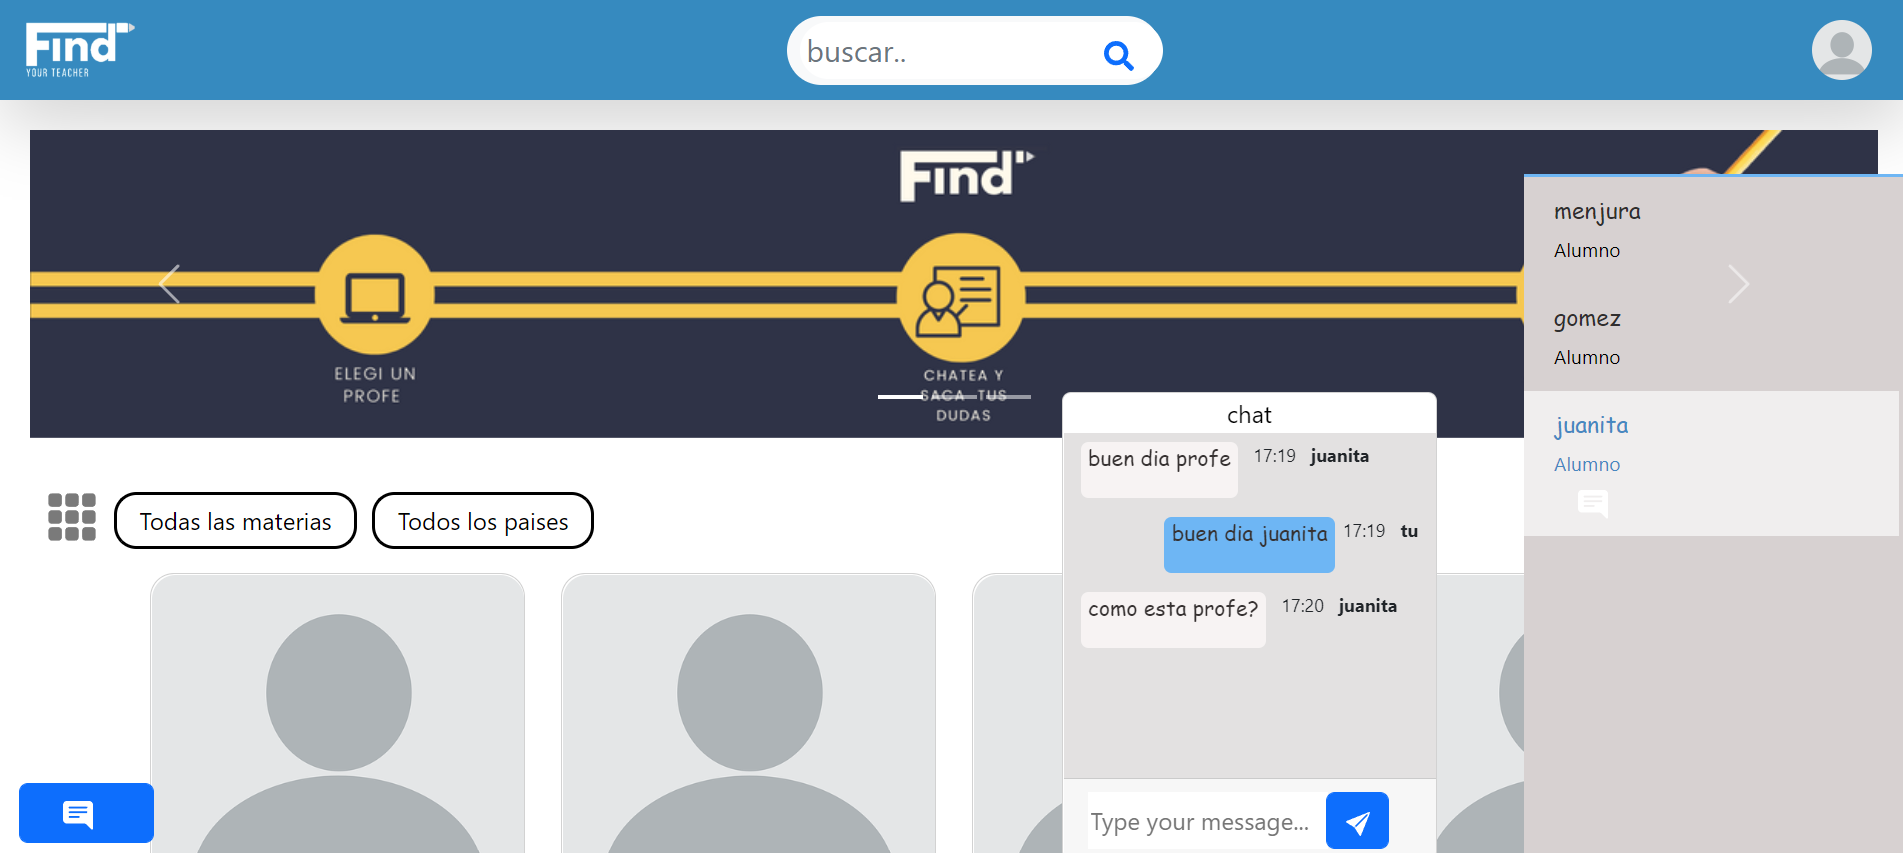 Find
YOUR TEACHER
buscar..
Find
ELEGI UN
PROFE
CHATEA Y
SACA TUS
DUDAS
menjura
Alumno
gomez
Alumno
juanita
Alumno
chat
buen dia profe 17:19 juanita
buen dia juanita 17:19 tu
como esta profe? 17:20 juanita
Type your message...
Todas las materias
Todos los paises